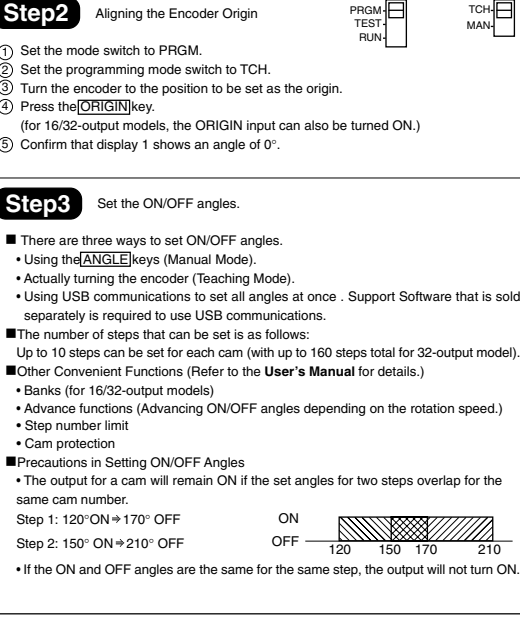 Step2 Aligning the Encoder Origin
PRGM TCH
TEST MAN
RUN
① Set the mode switch to PRGM.
② Set the programming mode switch to TCH.
③ Turn the encoder to the position to be set as the origin.
④ Press the ORIGIN key.
(for 16/32-output models, the ORIGIN input can also be turned ON.)
⑤ Confirm that display 1 shows an angle of 0°.
Step3 Set the ON/OFF angles.
■ There are three ways to set ON/OFF angles.
• Using the ANGLE keys (Manual Mode).
• Actually turning the encoder (Teaching Mode).
• Using USB communications to set all angles at once . Support Software that is sold
separately is required to use USB communications.
■The number of steps that can be set is as follows:
Up to 10 steps can be set for each cam (with up to 160 steps total for 32-output model).
■Other Convenient Functions (Refer to the User's Manual for details.)
• Banks (for 16/32-output models)
• Advance functions (Advancing ON/OFF angles depending on the rotation speed.)
• Step number limit
• Cam protection
■Precautions in Setting ON/OFF Angles
• The output for a cam will remain ON if the set angles for two steps overlap for the
same cam number.
Step 1: 120°ON⇒170° OFF ON
Step 2: 150° ON⇒210° OFF OFF
120 150 170 210
• If the ON and OFF angles are the same for the same step, the output will not turn ON.